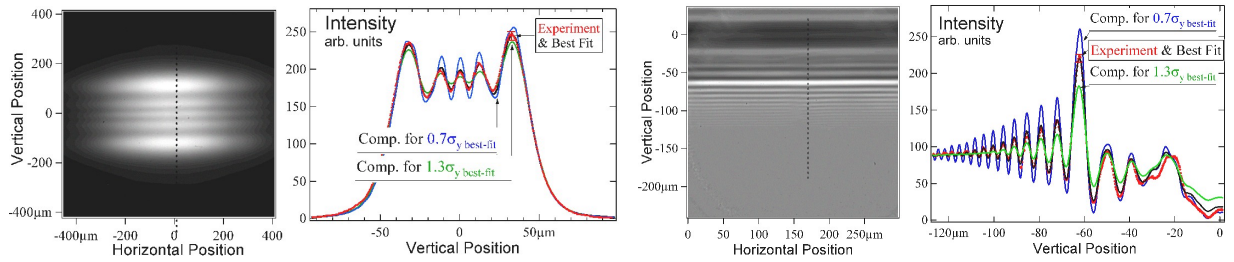 400
200
0
-200
-400µm
Vertical Position
-400µm
-200
0
200
400
Horizontal Position
Intensity
arb. units
Experiment
& Best Fit
300
250
200
150
100
50
0
Comp. for 0.7σy best-fit
Comp. for 1.3σy best-fit
-50
0
50µm
Vertical Position
0
-50
-100
-150
-200µm
Vertical Position
0
50
100
150
200
250µm
Horizontal Position
Intensity
arb. units
Comp. for 0.7σy best-fit
Experiment & Best Fit
Comp. for 1.3σy best-fit
300
250
200
150
100
50
0
-120µm
-100
-80
-60
-40
-20
0
Vertical Position